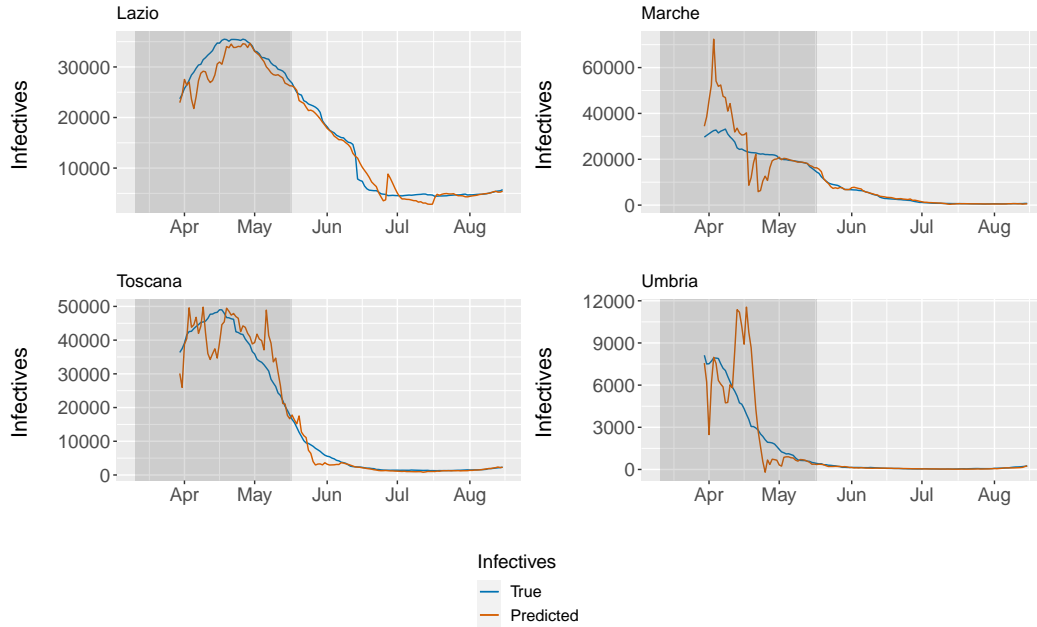 Lazio
Infectives
30000
20000
10000
Apr May Jun Jul Aug
Marche
Infectives
60000
40000
20000
0
Apr May Jun Jul Aug
Toscana
Infectives
50000
40000
30000
20000
10000
0
Apr May Jun Jul Aug
Umbria
Infectives
12000
9000
6000
3000
0
Apr May Jun Jul Aug
Infectives
True
Predicted